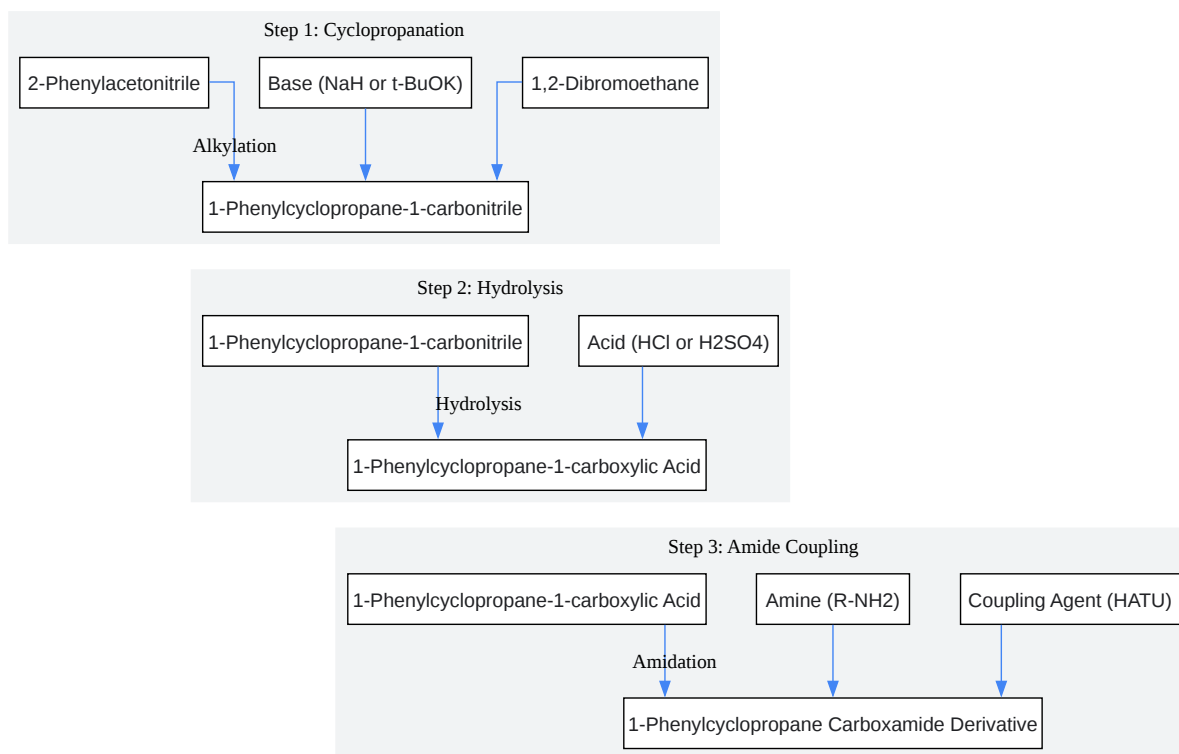 Step 1: Cyclopropanation
2-Phenylacetonitrile
Base (NaH or t-BuOK)
1,2-Dibromoethane
Alkylation
1-Phenylcyclopropane-1-carbonitrile
Step 2: Hydrolysis
1-Phenylcyclopropane-1-carbonitrile
Acid (HCl or H2SO4)
Hydrolysis
1-Phenylcyclopropane-1-carboxylic Acid
Step 3: Amide Coupling
1-Phenylcyclopropane-1-carboxylic Acid
Amine (R-NH2)
Coupling Agent (HATU)
Amidation
1-Phenylcyclopropane Carboxamide Derivative